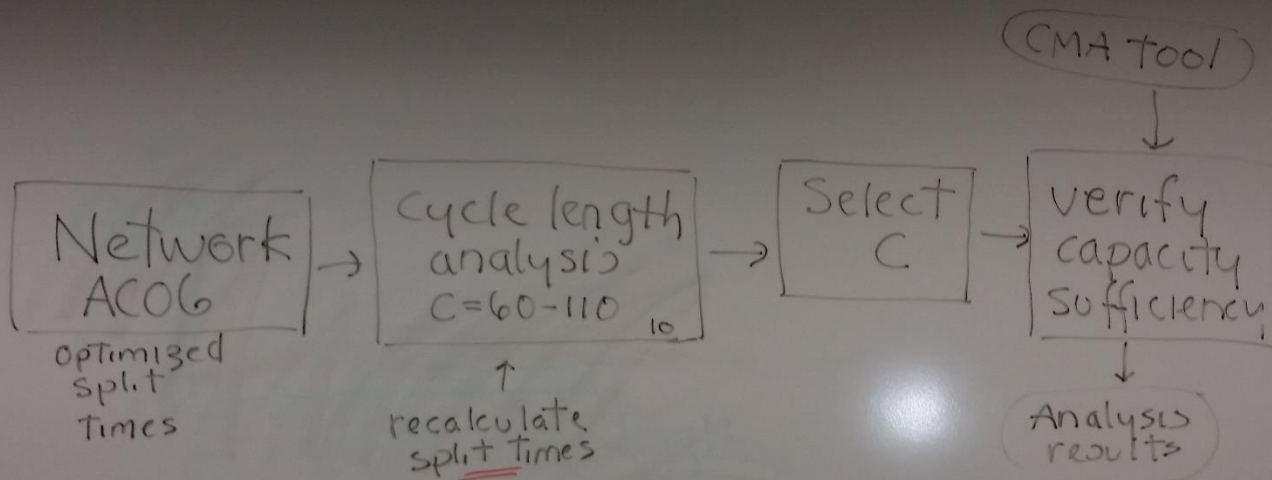 CMA Tool
Network
ACOG
optimized
split
times
cycle length
analysis
C=60-110
10
recalculate
split times
Select
C
verify
capacity
sufficiency
Analysis
results